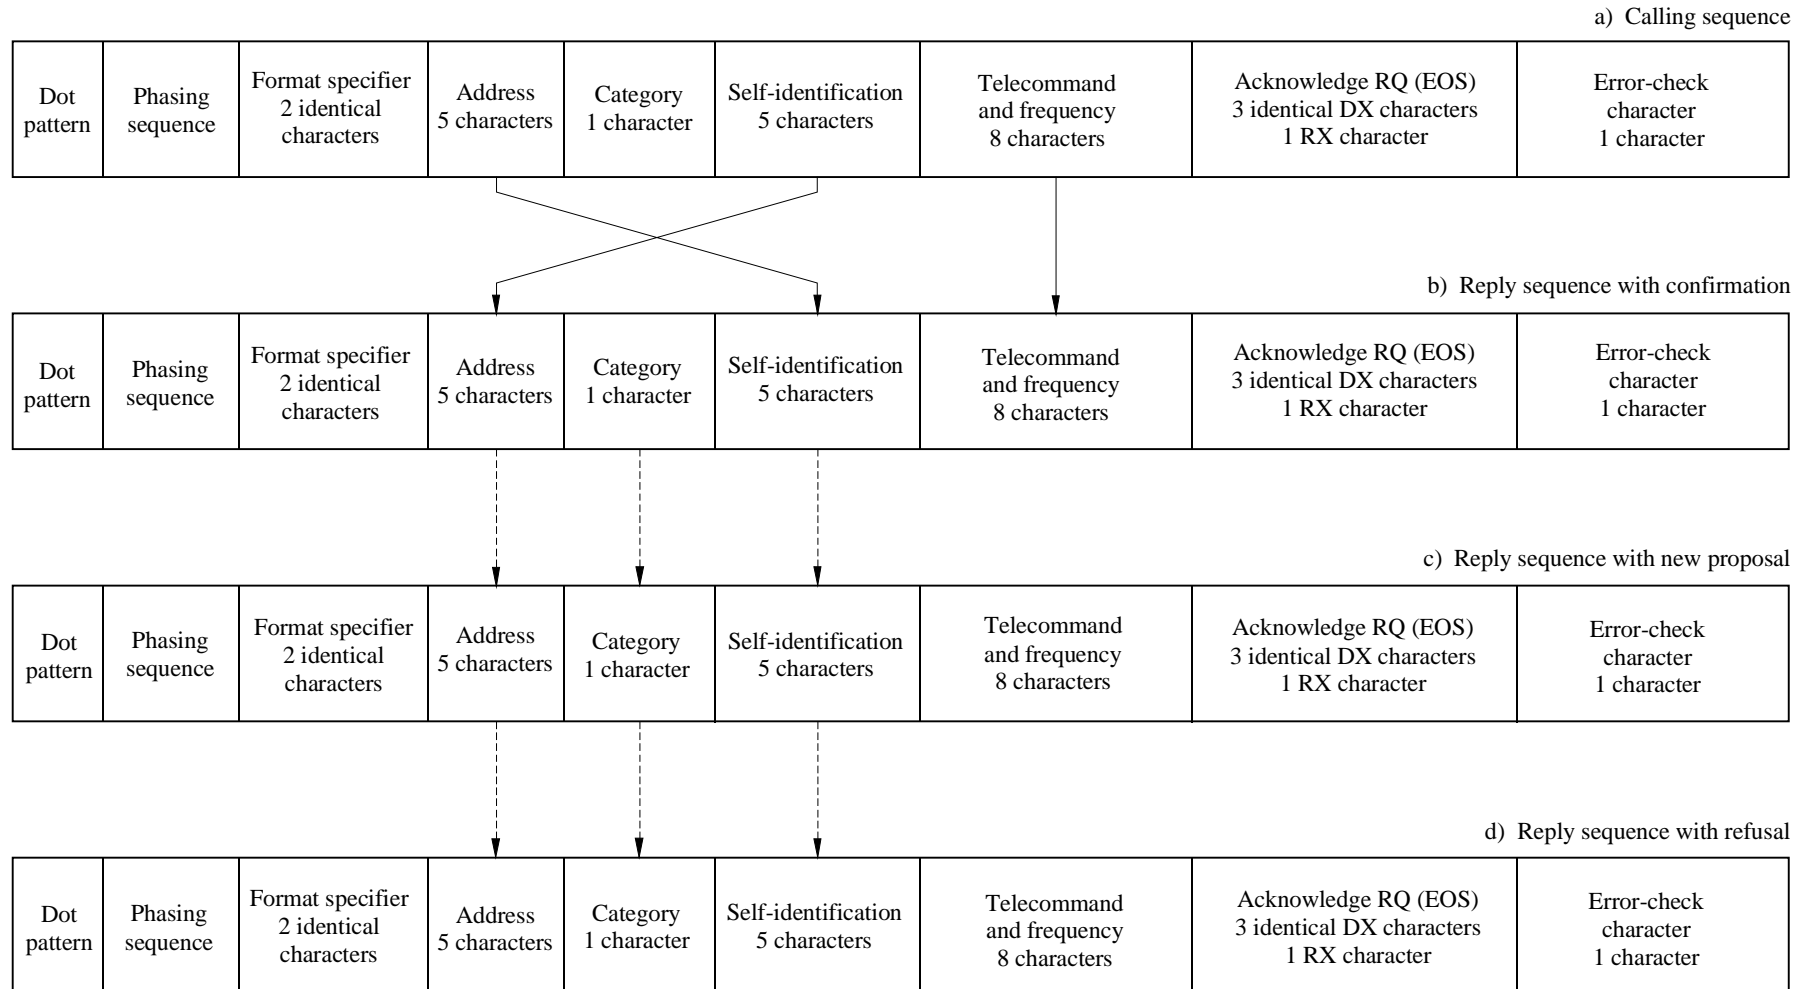 a) Calling sequence
Dot
pattern
Phasing
sequence
Format specifier
2 identical
characters
Address
5 characters
Category
1 character
Self-identification
5 characters
Telecommand
and frequency
8 characters
Acknowledge RQ (EOS)
3 identical DX characters
1 RX character
Error-check
character
1 character
b) Reply sequence with confirmation
Dot
pattern
Phasing
sequence
Format specifier
2 identical
characters
Address
5 characters
Category
1 character
Self-identification
5 characters
Telecommand
and frequency
8 characters
Acknowledge RQ (EOS)
3 identical DX characters
1 RX character
Error-check
character
1 character
c) Reply sequence with new proposal
Dot
pattern
Phasing
sequence
Format specifier
2 identical
characters
Address
5 characters
Category
1 character
Self-identification
5 characters
Telecommand
and frequency
8 characters
Acknowledge RQ (EOS)
3 identical DX characters
1 RX character
Error-check
character
1 character
d) Reply sequence with refusal
Dot
pattern
Phasing
sequence
Format specifier
2 identical
characters
Address
5 characters
Category
1 character
Self-identification
5 characters
Telecommand
and frequency
8 characters
Acknowledge RQ (EOS)
3 identical DX characters
1 RX character
Error-check
character
1 character